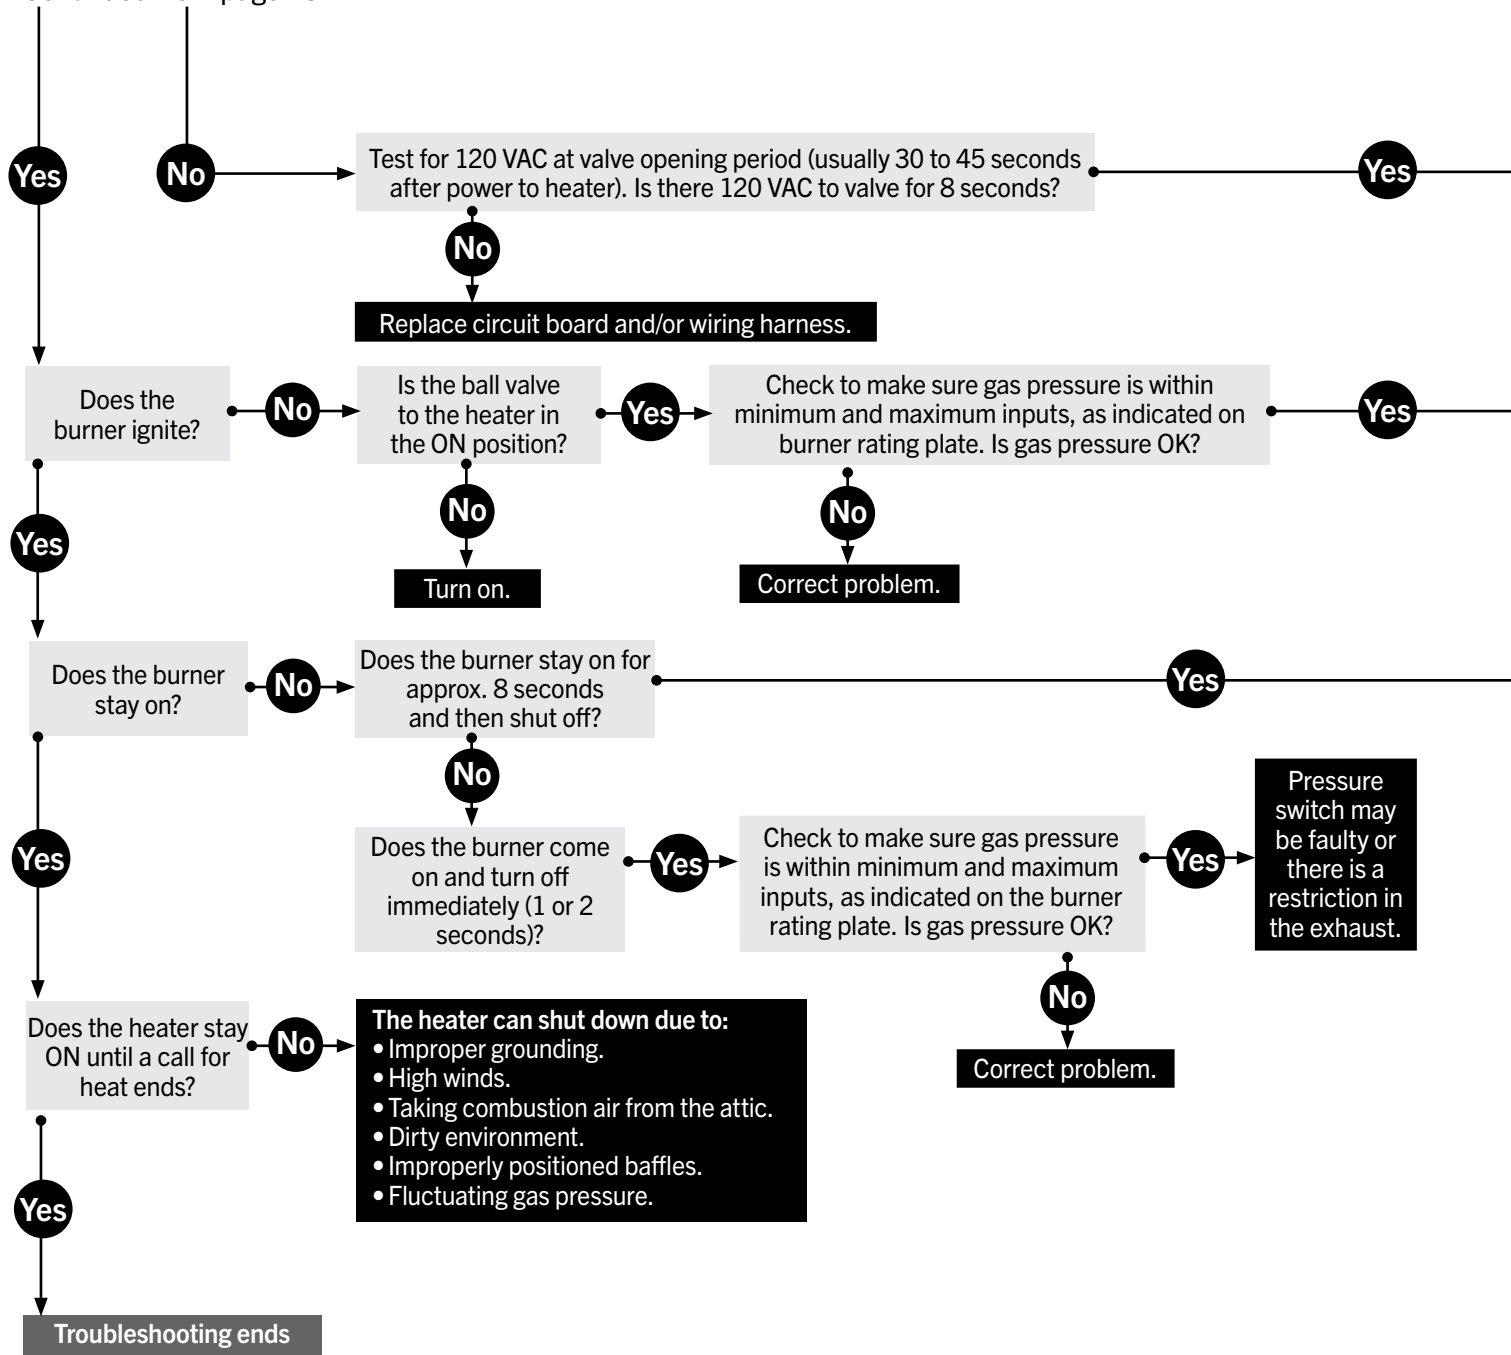 Yes
No
Test for 120 VAC at valve opening period (usually 30 to 45 seconds
after power to heater). Is there 120 VAC to valve for 8 seconds?
Yes
No
Replace circuit board and/or wiring harness.
Does the
burner ignite?
No
Is the ball valve
to the heater in
the ON position?
Yes
Check to make sure gas pressure is within
minimum and maximum inputs, as indicated on
burner rating plate. Is gas pressure OK?
Yes
No
Turn on.
No
Correct problem.
Yes
Does the burner
stay on?
No
Does the burner stay on for
approx. 8 seconds
and then shut off?
Yes
No
Does the burner come
on and turn off
immediately (1 or 2
seconds)?
Yes
Check to make sure gas pressure
is within minimum and maximum
inputs, as indicated on the burner
rating plate. Is gas pressure OK?
Yes
Pressure
switch may
be faulty or
there is a
restriction in
the exhaust.
No
Correct problem.
Yes
Does the heater stay
ON until a call for
heat ends?
No
The heater can shut down due to:
• Improper grounding.
• High winds.
• Taking combustion air from the attic.
• Dirty environment.
• Improperly positioned baffles.
• Fluctuating gas pressure.
Yes
Troubleshooting ends